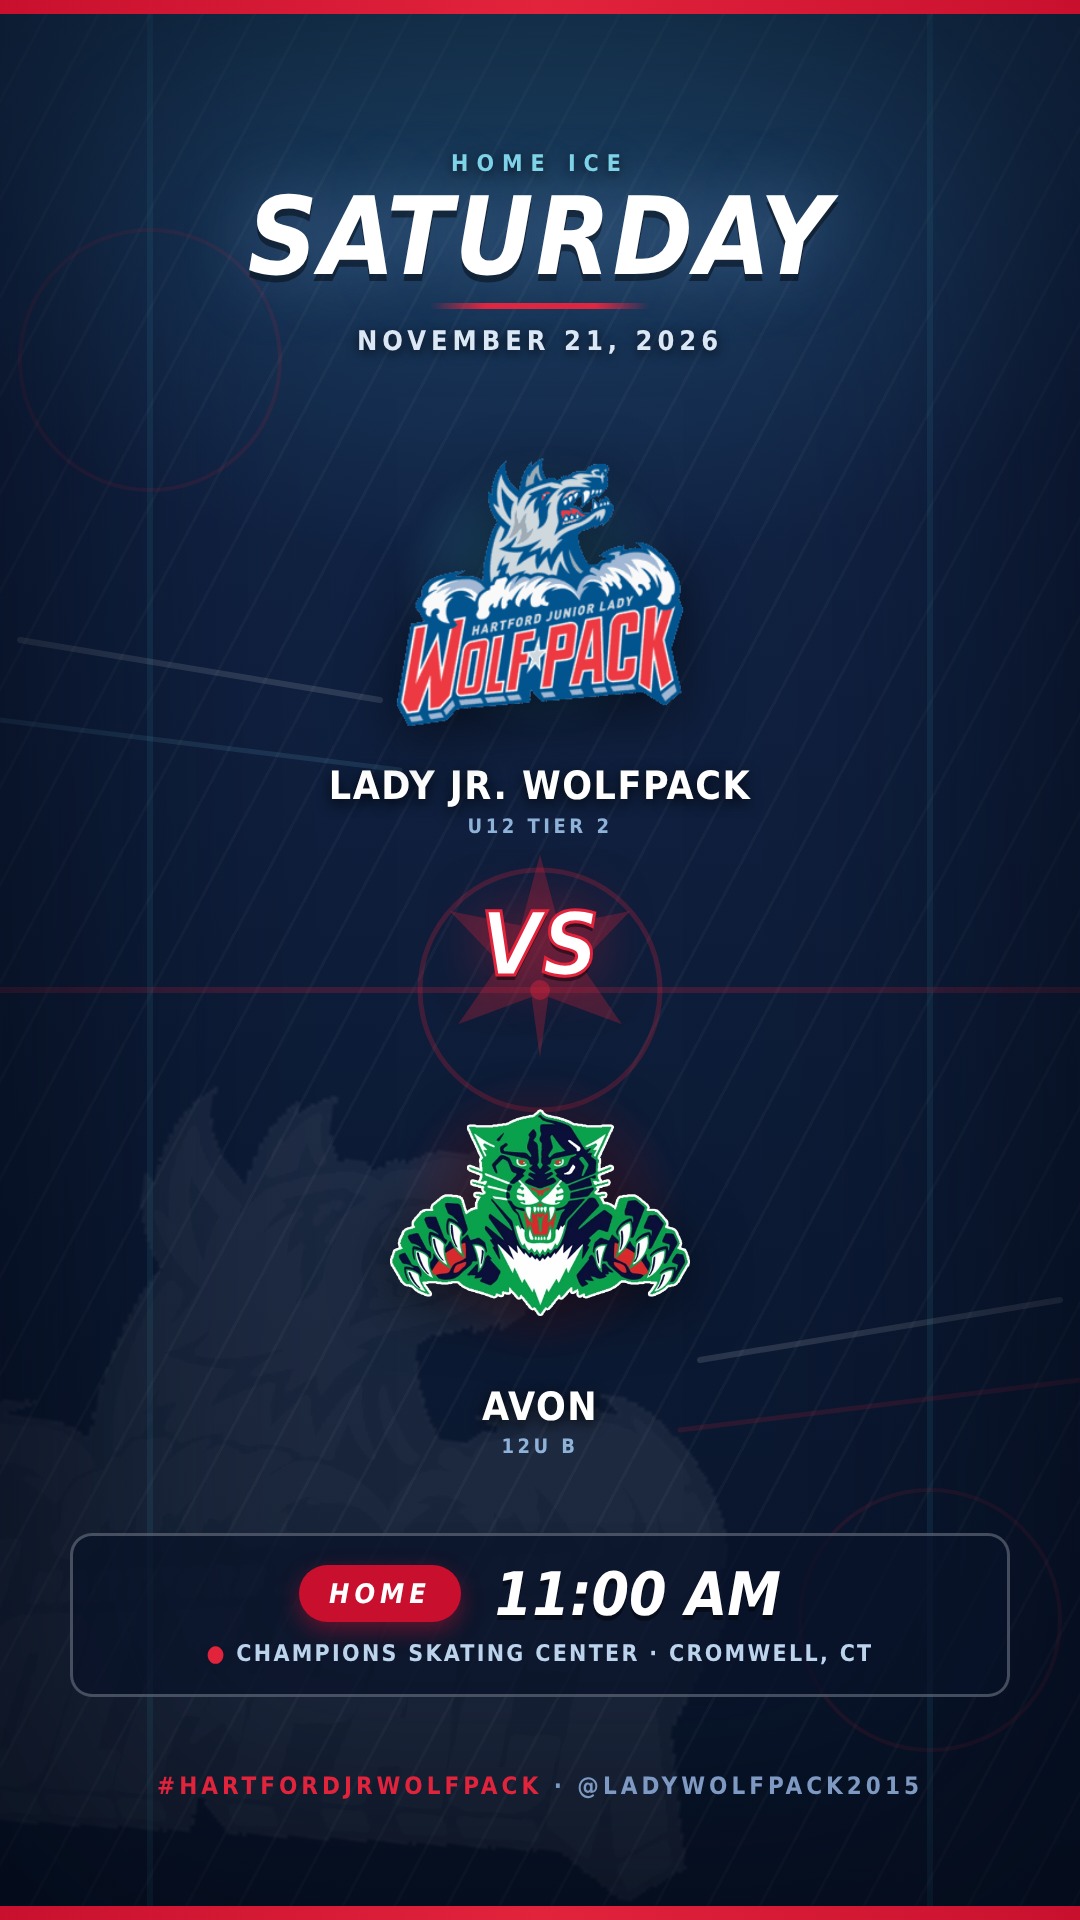 HOME ICE
SATURDAY
NOVEMBER 21, 2026
HARTFORD JUNIOR LADY
WOLF PACK
LADY JR. WOLFPACK
U12 TIER 2
VS
AVON
12U B
HOME 11:00 AM
CHAMPIONS SKATING CENTER · CROMWELL, CT
#HARTFORDJRWOLFPACK · @LADYWOLFPACK2015